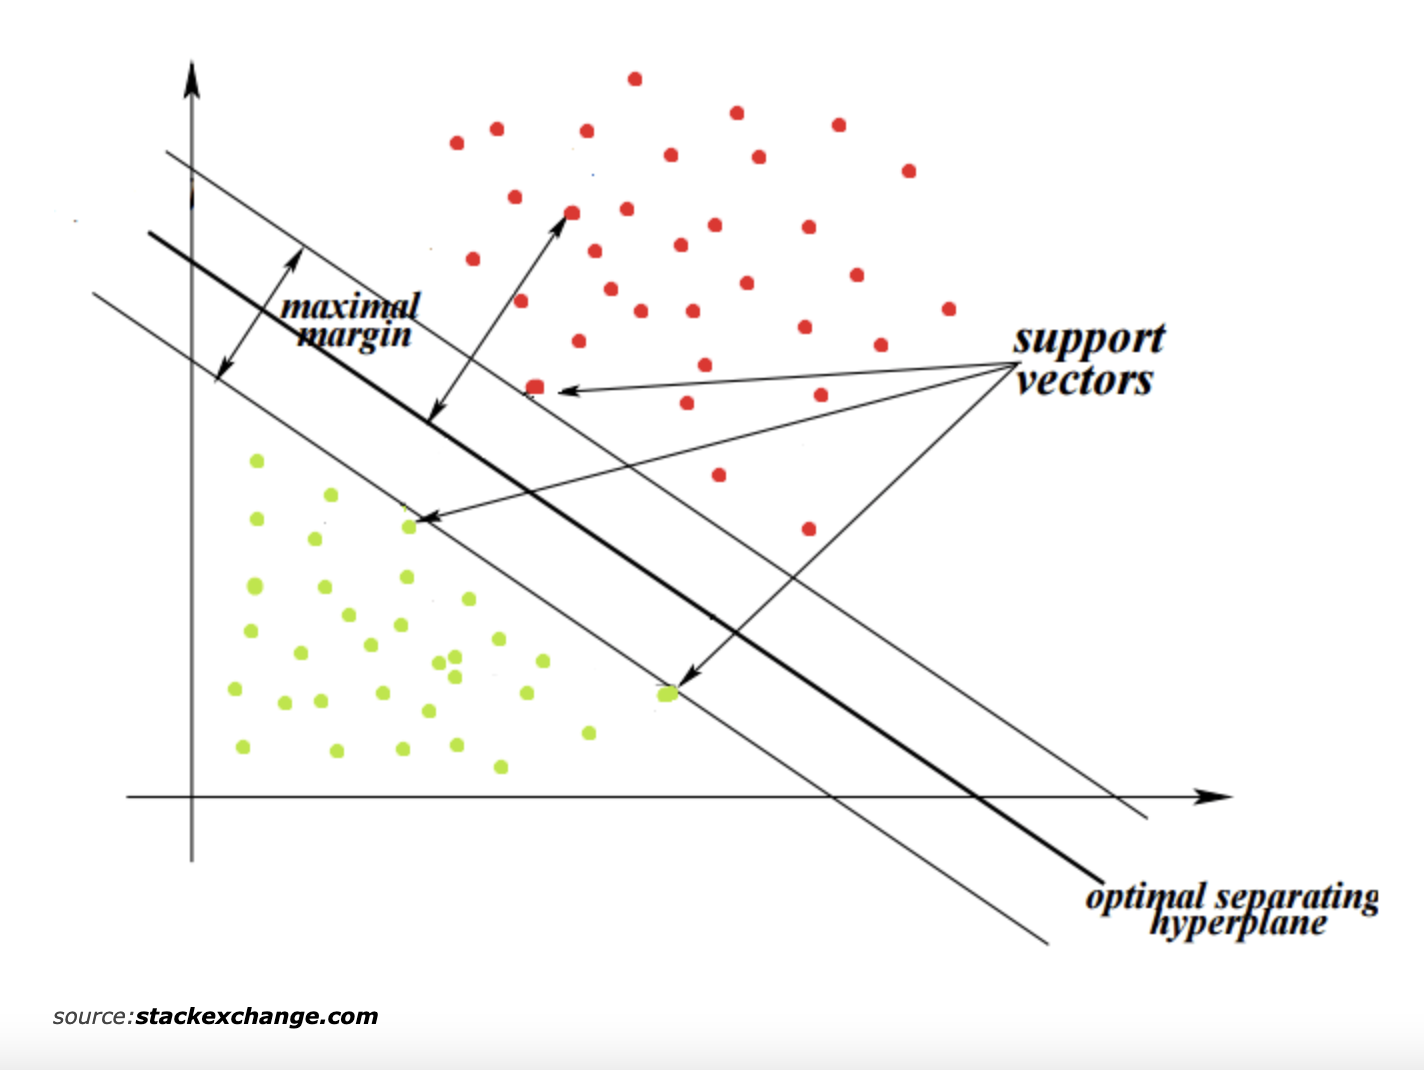 maximal
margin
support
vectors
optimal separating
hyperplane
source:stackexchange.com